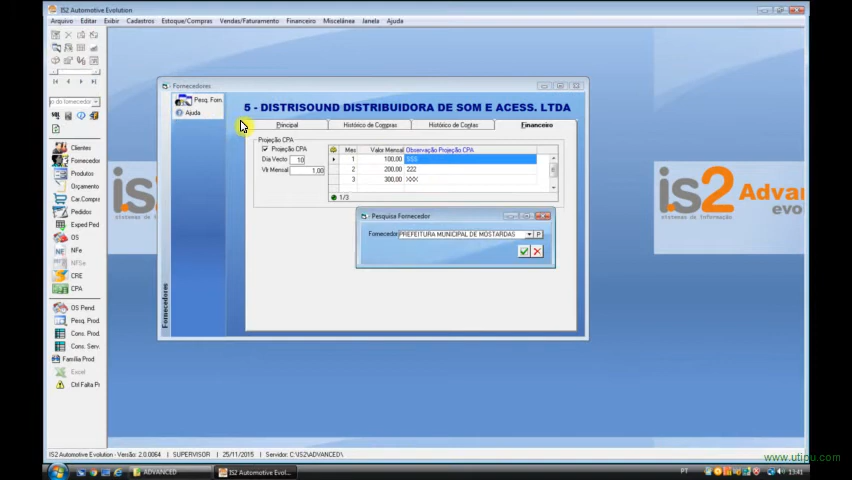 IS2 Automotive Evolution
Arquivo Editar Exibir Cadastros Estoque/Compras Vendas/Faturamento Financeiro Miscelânea Janela Ajuda
o do fornecedor
Clientes
Fornecedor
Produtos
Orçamento
Car.Compra
Pedidos
Exped Ped
OS
NFe
NFSe
CRE
CPA
OS Pend.
Pesq. Prod.
Cons. Prod.
Cons. Serv.
Família Prod
Excel
Ctrl Falta Pr
Fornecedores
Pesq. Forn.
Ajuda
Fornecedores
5 - DISTRISOUND DISTRIBUIDORA DE SOM E ACESS. LTDA
Principal Histórico de Compras Histórico de Contas Financeiro
Projeção CPA
Projeção CPA
Dia Vecto 10
Vlr Mensal 1,00
Mes Valor Mensal Observação Projeção CPA
1 100,00 SSS
2 200,00 222
3 300,00 XXX
1/3
Pesquisa Fornecedor
Fornecedor PREFEITURA MUNICIPAL DE MOSTARDAS P
is2
sistemas de informação
is2 Advan
evo
sistemas de informação
IS2 Automotive Evolution - Versão: 2.0.0064 SUPERVISOR 25/11/2015 Servidor: C:\IS2\ADVANCED\
www.utipu.com
ADVANCED IS2 Automotive Evol... PT 13:41